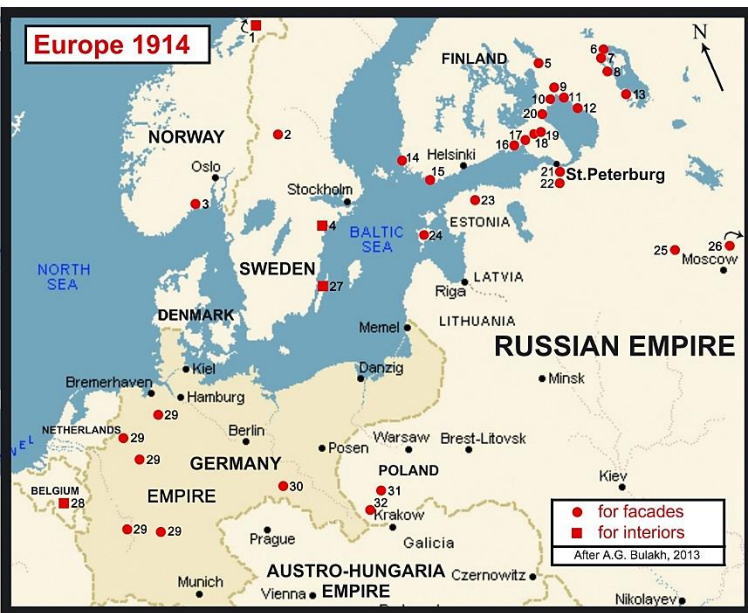 Europe 1914
1
N
NORWAY
Oslo
2
3
SWEDEN
Stockholm
4
27
BALTIC
SEA
NORTH
SEA
DENMARK
FINLAND
5
6
7
8
9
10
11
12
13
20
17
19
16
18
14
15
Helsinki
21
St.Peterburg
22
23
ESTONIA
24
25
26
Moscow
LATVIA
Riga
LITHUANIA
Memel
RUSSIAN EMPIRE
Danzig
Minsk
Kiel
Bremerhaven
Hamburg
29
NETHERLANDS
29
VEL
Berlin
Posen
Warsaw
Brest-Litovsk
29
GERMANY
EMPIRE
POLAND
BELGIUM
28
30
31
32
Krakow
Kiev
29
29
Prague
Galicia
Munich
AUSTRO-HUNGARIA
EMPIRE
Vienna
Czernowitz
Nikolayev
for facades
for interiors
After A.G. Bulakh, 2013